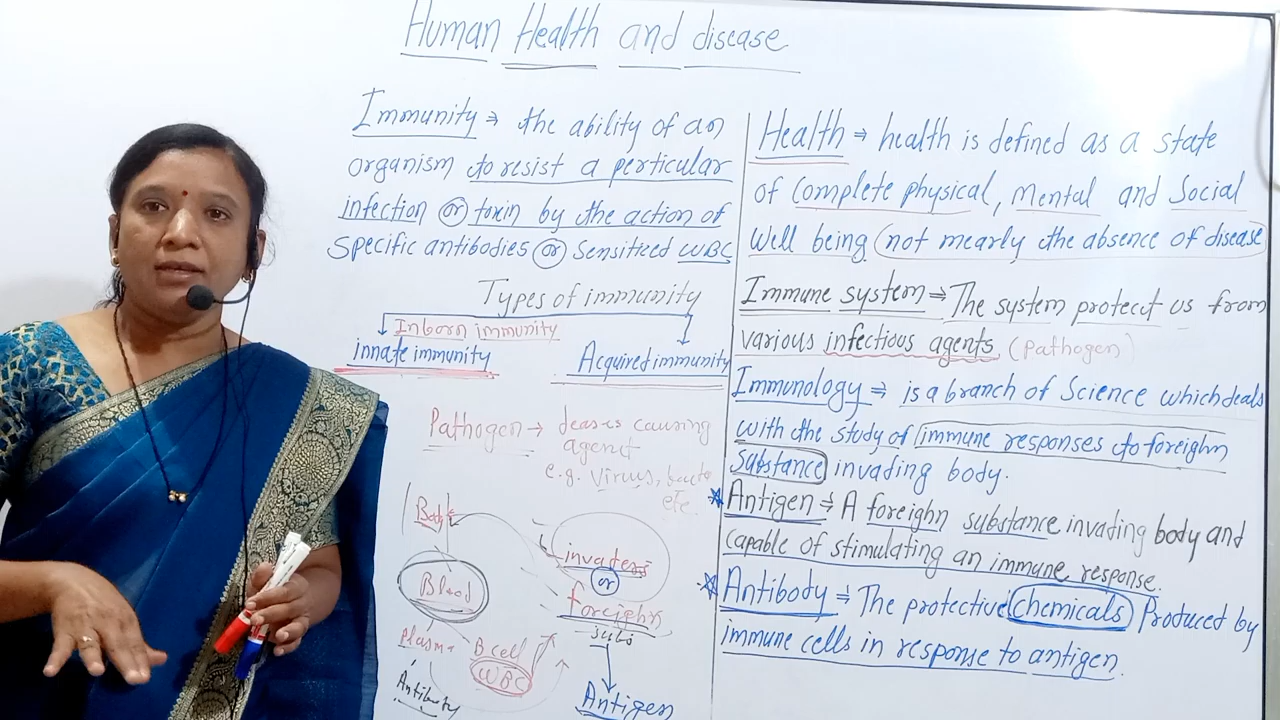 Human Health and disease
Immunity ⇒ the ability of an
organism to resist a perticular
infection or toxin by the action of
Specific antibodies or Sensitized WBC
Types of immunity
Inborn immunity
innate immunity
Acquired immunity
Pathogen → deases causing
agent
e.g. Virus, bacte
etc.
Body
Blood
Plasma
B cell
WBC
Antibody
invaders
or
foreighn
subs
Antigen
Health ⇒ health is defined as a state
of complete physical, Mental and Social
Well being (not mearly the absence of disease
Immune system ⇒ The system protect us from
various infectious agents (Pathogen)
Immunology ⇒ is a branch of Science which deals
with the study of immune responses to foreighn
Substance invading body.
Antigen ⇒ A foreighn substance invading body and
capable of stimulating an immune response.
Antibody ⇒ The protective chemicals Produced by
immune cells in response to antigen.